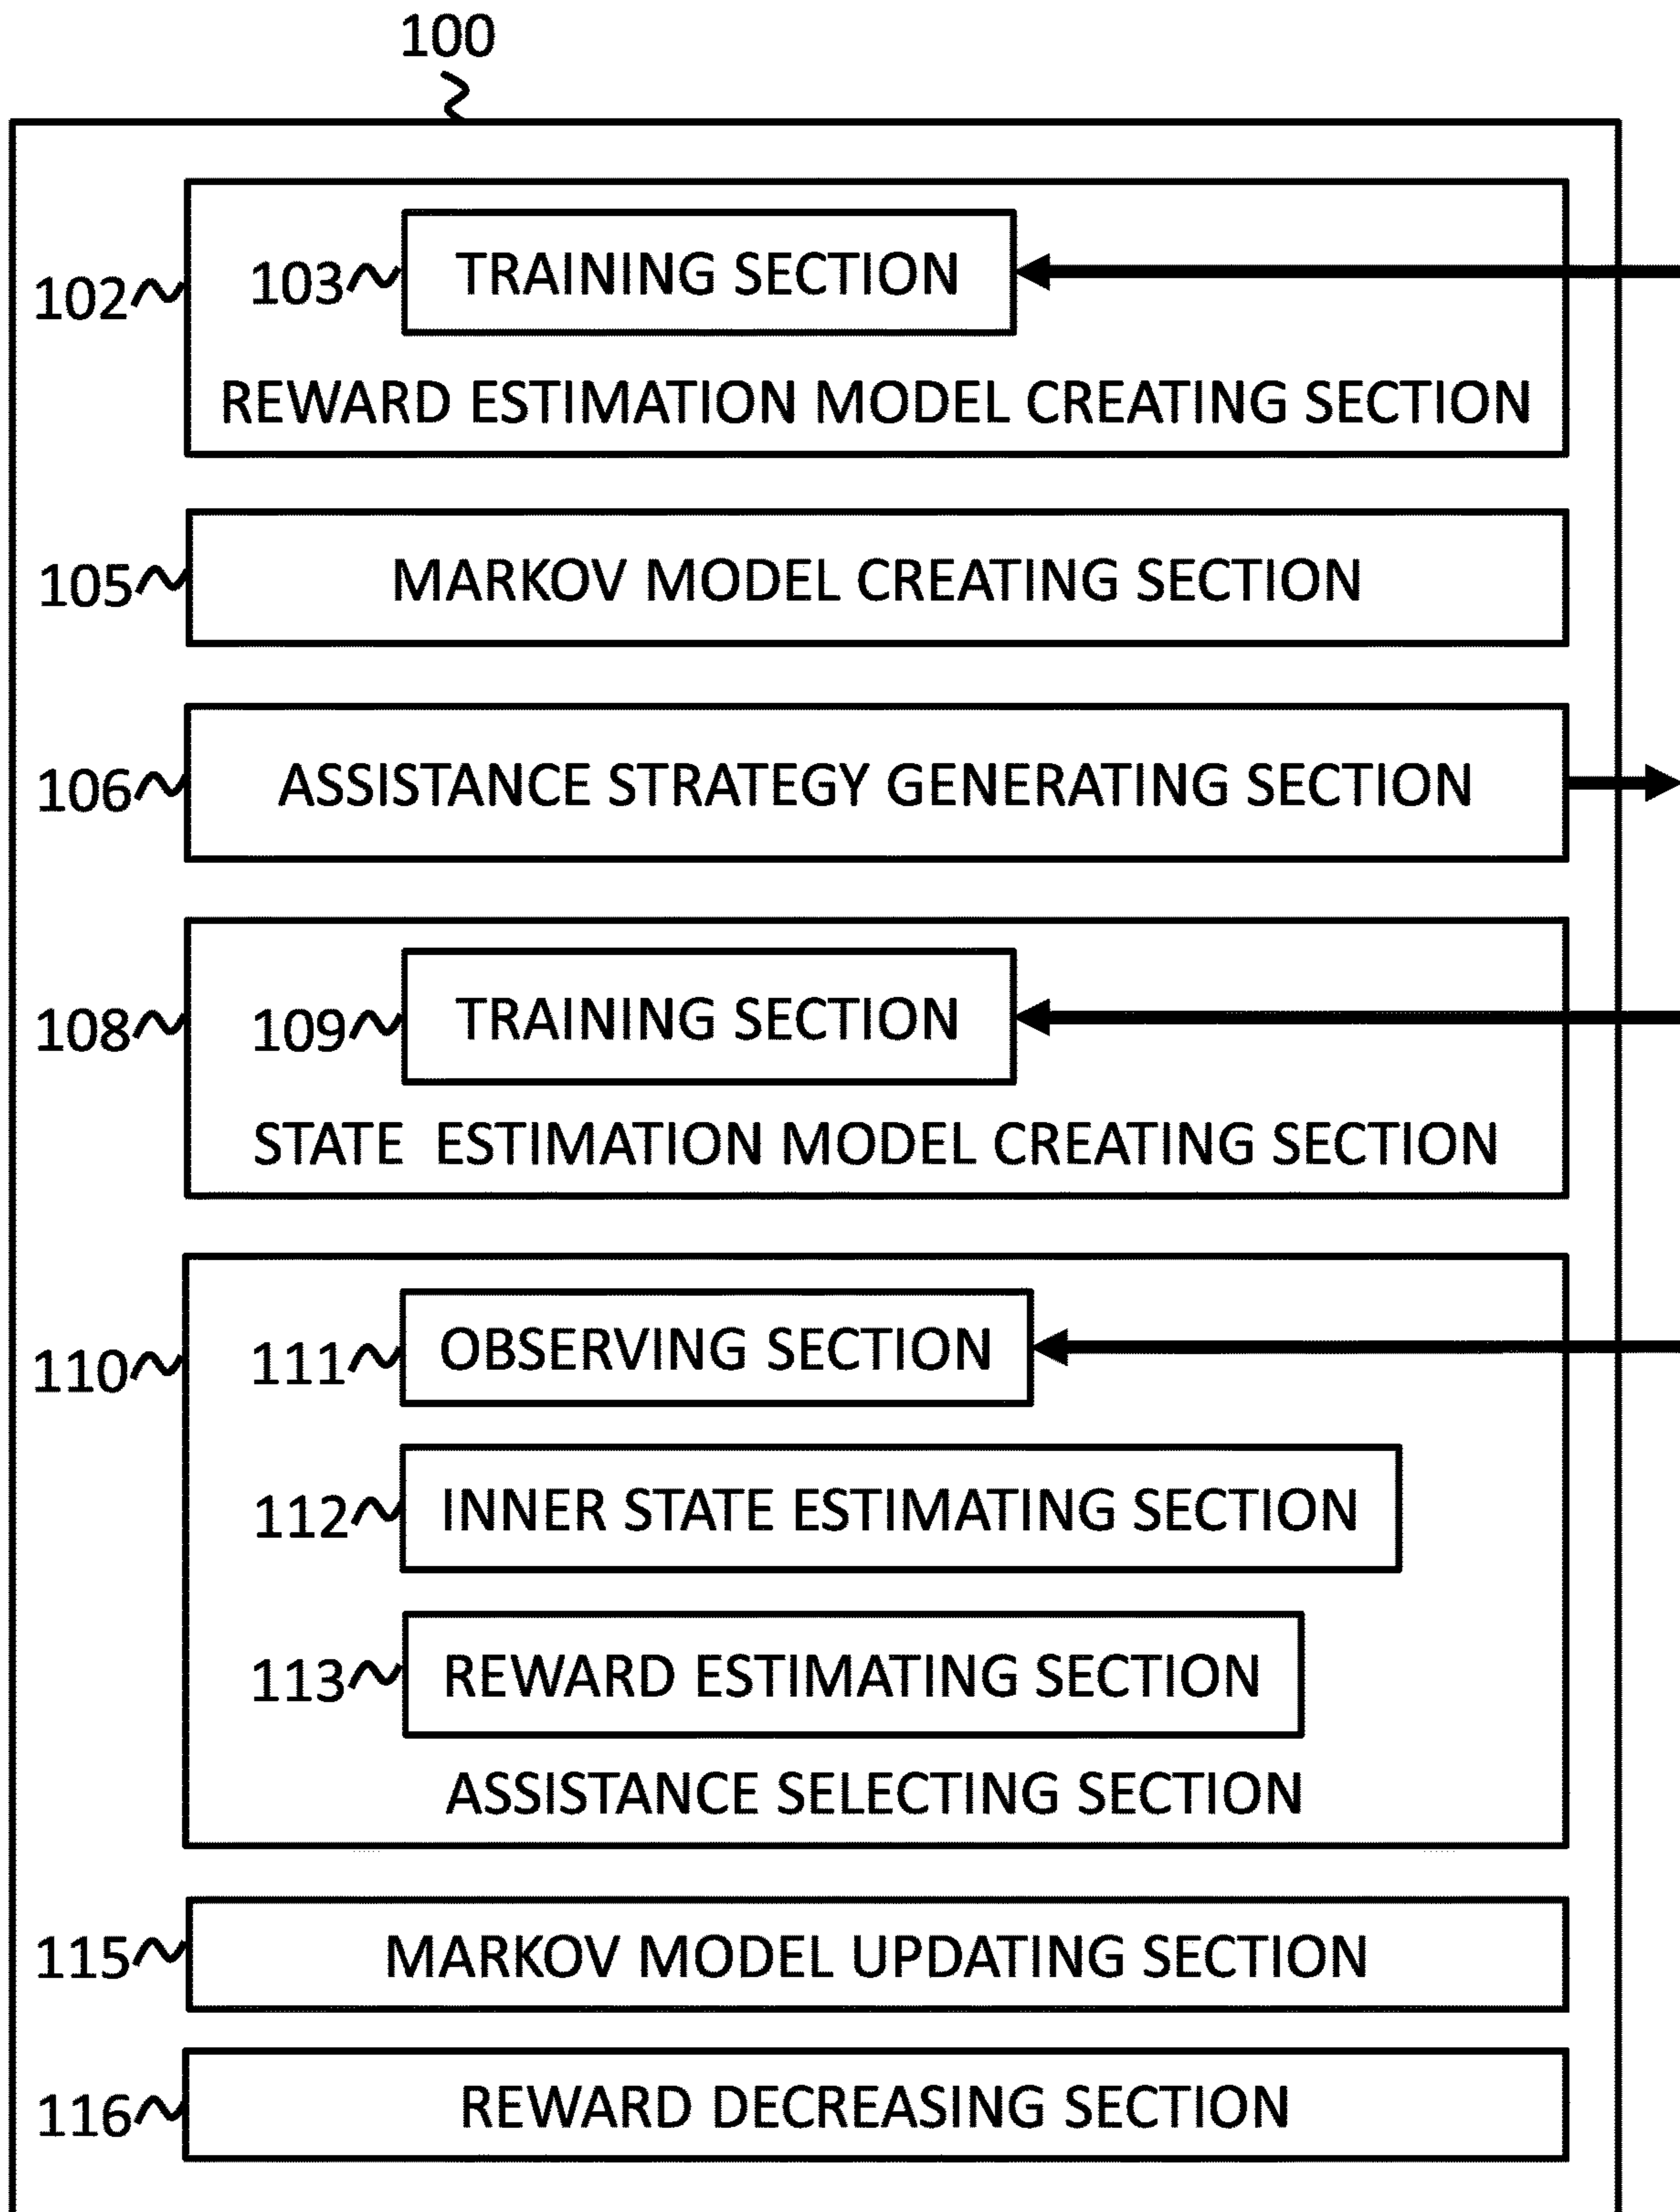 100
102
103
TRAINING SECTION
REWARD ESTIMATION MODEL CREATING SECTION
105
MARKOV MODEL CREATING SECTION
106
ASSISTANCE STRATEGY GENERATING SECTION
108
109
TRAINING SECTION
STATE ESTIMATION MODEL CREATING SECTION
110
111
OBSERVING SECTION
112
INNER STATE ESTIMATING SECTION
113
REWARD ESTIMATING SECTION
ASSISTANCE SELECTING SECTION
115
MARKOV MODEL UPDATING SECTION
116
REWARD DECREASING SECTION